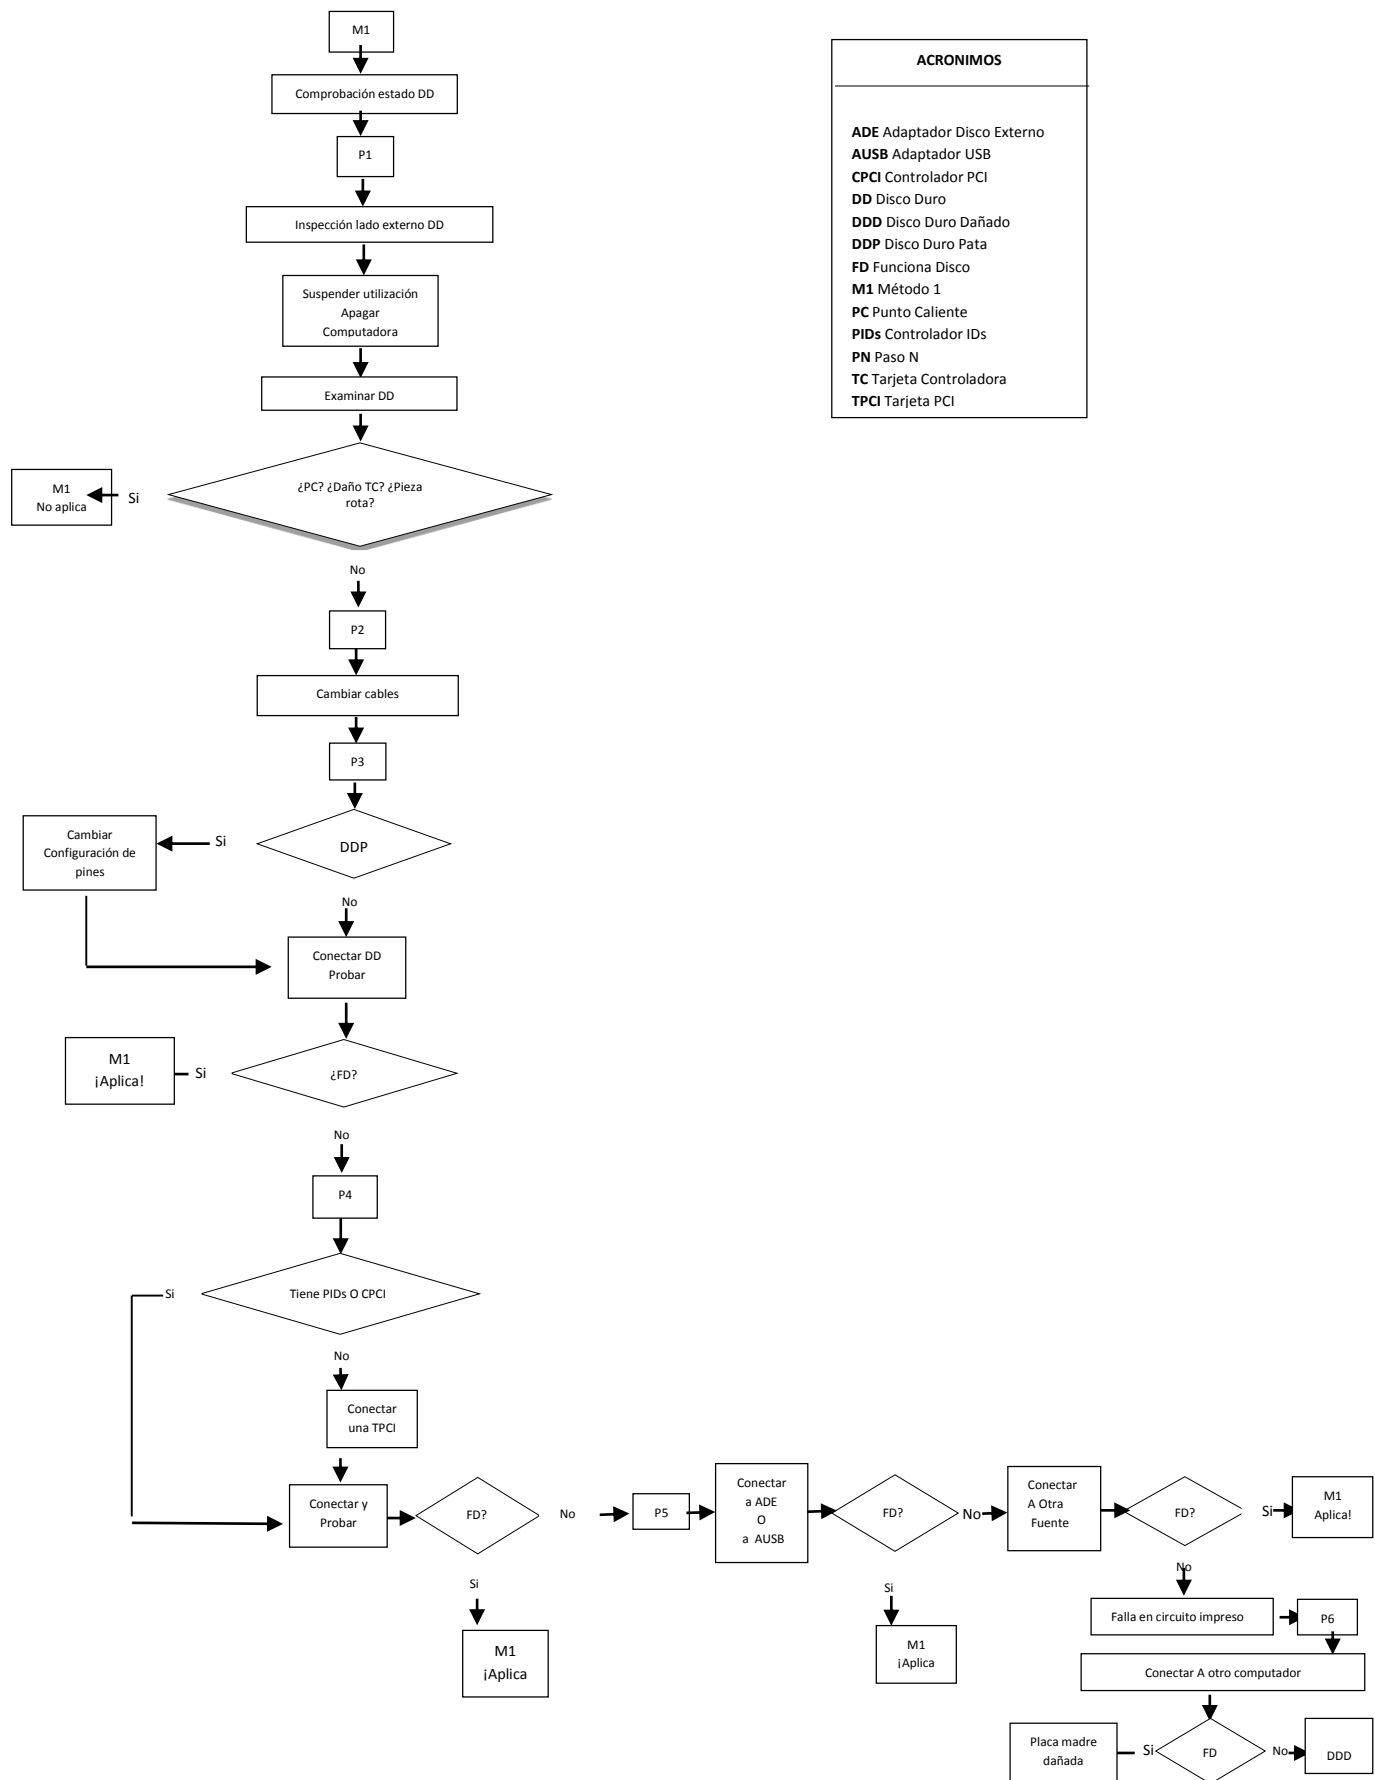 M1
Comprobación estado DD
P1
Inspección lado externo DD
Suspender utilización
Apagar
Computadora
Examinar DD
¿PC? ¿Daño TC? ¿Pieza
rota?
Si
M1
No aplica
No
P2
Cambiar cables
P3
DDP
Si
Cambiar
Configuración de
pines
No
Conectar DD
Probar
¿FD?
Si
M1
¡Aplica!
No
P4
Tiene PIDs O CPCI
Si
No
Conectar
una TPCI
Conectar y
Probar
FD?
Si
M1
¡Aplica
No
P5
Conectar
a ADE
O
a AUSB
FD?
Si
M1
¡Aplica
No
Conectar
A Otra
Fuente
FD?
Si
M1
Aplica!
No
Falla en circuito impreso
P6
Conectar A otro computador
FD
Si
Placa madre
dañada
No
DDD
ACRONIMOS
ADE Adaptador Disco Externo
AUSB Adaptador USB
CPCI Controlador PCI
DD Disco Duro
DDD Disco Duro Dañado
DDP Disco Duro Pata
FD Funciona Disco
M1 Método 1
PC Punto Caliente
PIDs Controlador IDs
PN Paso N
TC Tarjeta Controladora
TPCI Tarjeta PCI